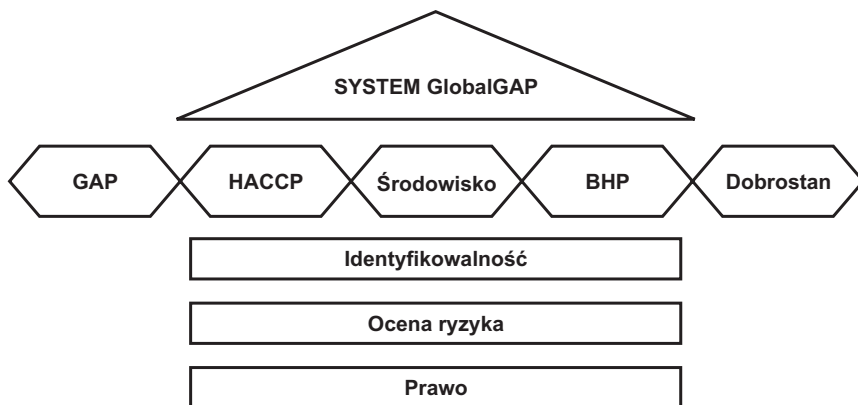 SYSTEM GlobalGAP
GAP HACCP Środowisko BHP Dobrostan
Identyfikowalność
Ocena ryzyka
Prawo